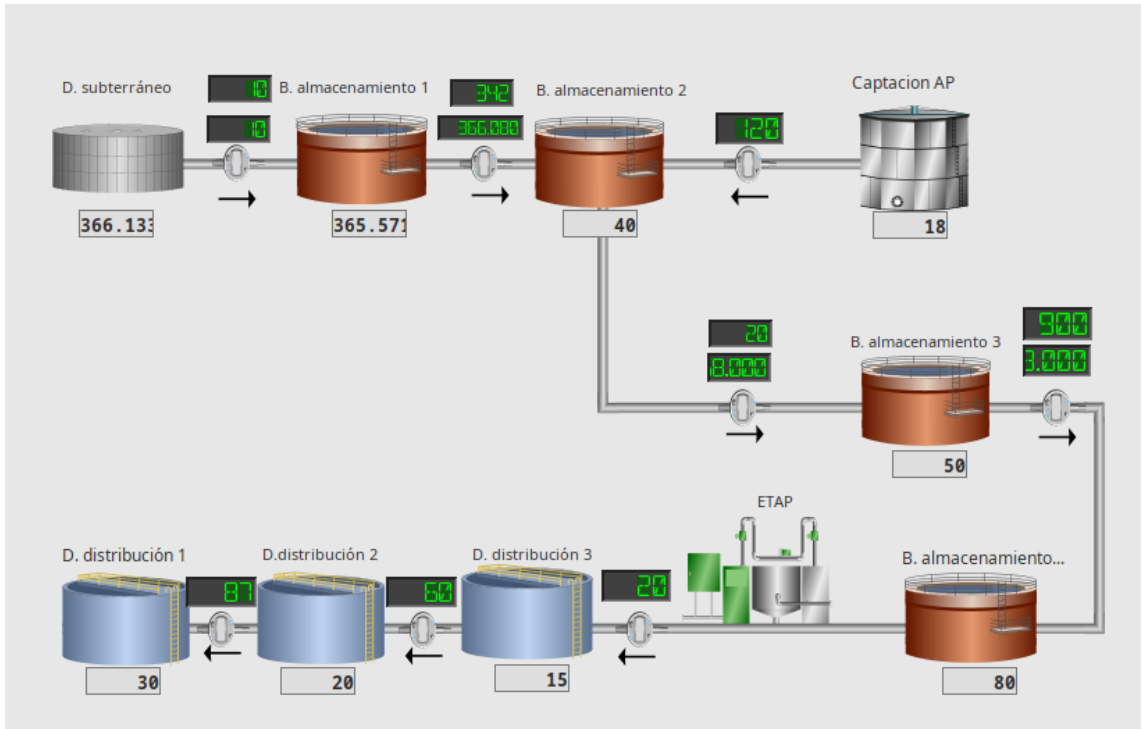 Captacion AP
D. subterráneo
10
B. almacenamiento 1
342
B. almacenamiento 2
10
366.080
120
366.133
365.571
40
18
20
900
B. almacenamiento 3
8.000
3.000
50
ETAP
D. distribución 1
D.distribución 2
D. distribución 3
B. almacenamiento...
87
60
20
30
20
15
80